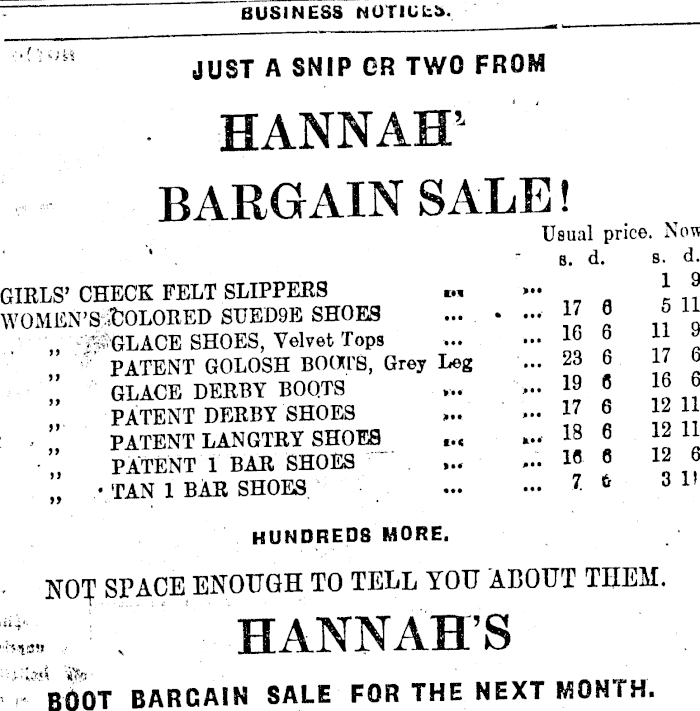 BUSINESS NOTICES.
JUST A SNIP OR TWO FROM
HANNAH'
BARGAIN SALE!
Usual price. Now
s. d. s. d.
GIRLS' CHECK FELT SLIPPERS ... ... 1 9
WOMEN'S COLORED SUED9E SHOES ... ... 17 6 5 11
„ GLACE SHOES, Velvet Tops ... ... 16 6 11 9
„ PATENT GOLOSH BOOTS, Grey Leg ... 23 6 17 6
„ GLACE DERBY BOOTS ... ... 19 6 16 6
„ PATENT DERBY SHOES ... ... 17 6 12 11
„ PATENT LANGTRY SHOES ... ... 18 6 12 11
„ PATENT 1 BAR SHOES ... ... 16 6 12 6
„ TAN 1 BAR SHOES ... ... 7 6 3 11
HUNDREDS MORE.
NOT SPACE ENOUGH TO TELL YOU ABOUT THEM.
HANNAH'S
BOOT BARGAIN SALE FOR THE NEXT MONTH.